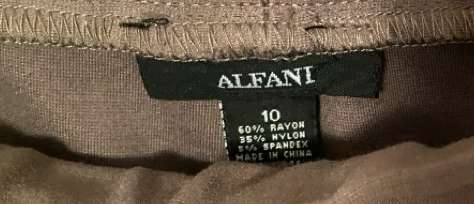 ALFANI
10
60% RAYON
35% NYLON
5% SPANDEX
MADE IN CHINA